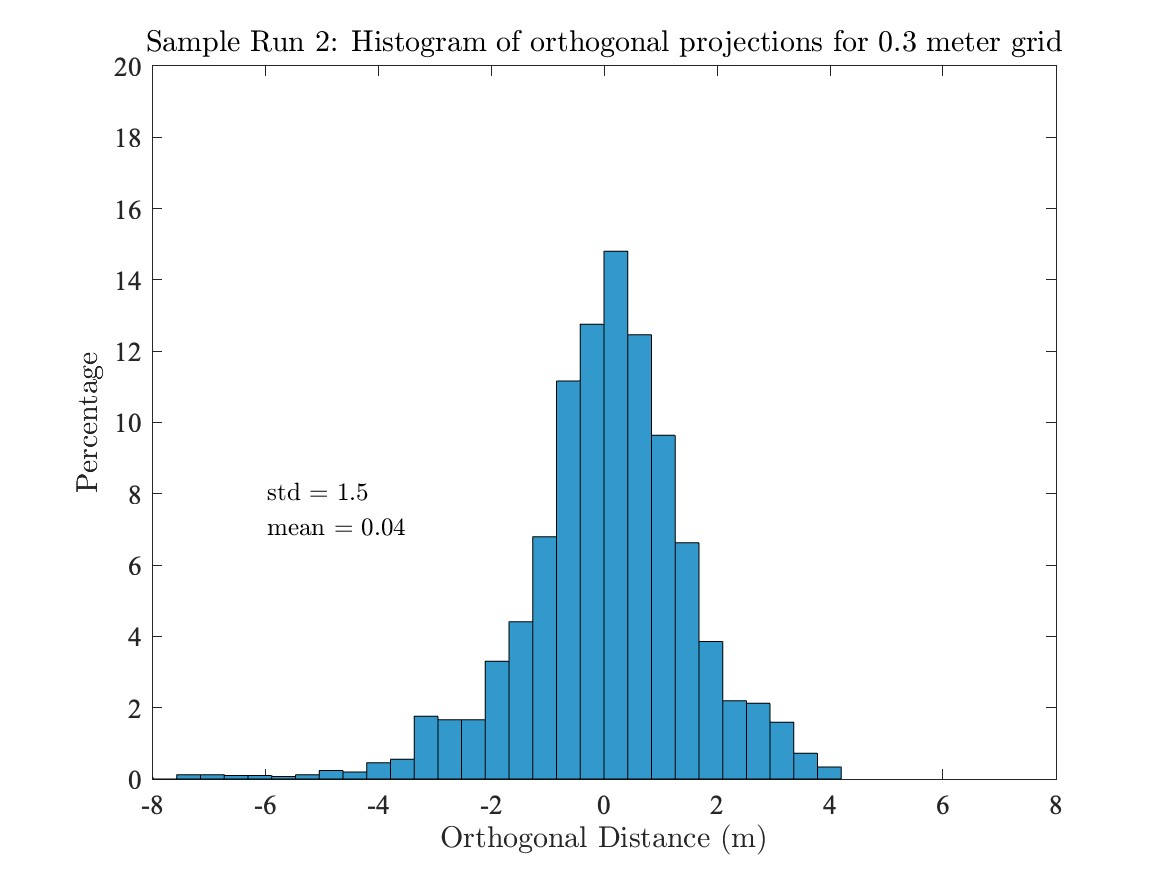 Sample Run 2: Histogram of orthogonal projections for 0.3 meter grid
20
18
16
14
12
10
8
6
4
2
0
Percentage
std = 1.5
mean = 0.04
-8 -6 -4 -2 0 2 4 6 8
Orthogonal Distance (m)